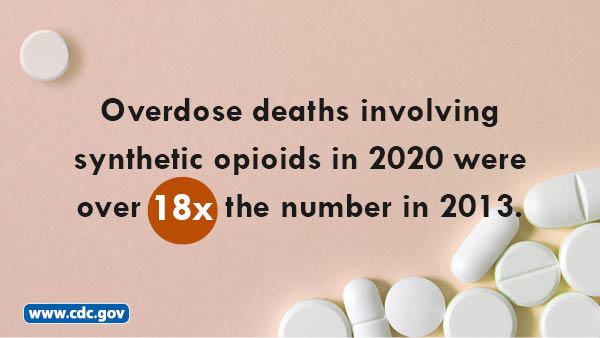 Overdose deaths involving
synthetic opioids in 2020 were
over 18x the number in 2013.
www.cdc.gov